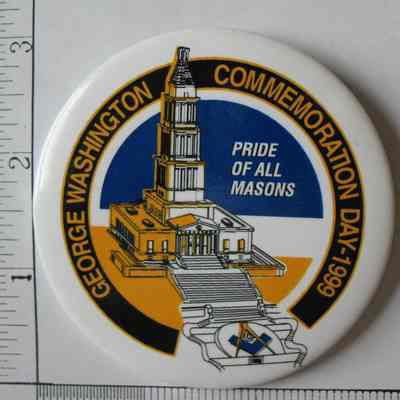 GEORGE WASHINGTON COMMEMORATION DAY-1999
PRIDE
OF ALL
MASONS
3
2
1